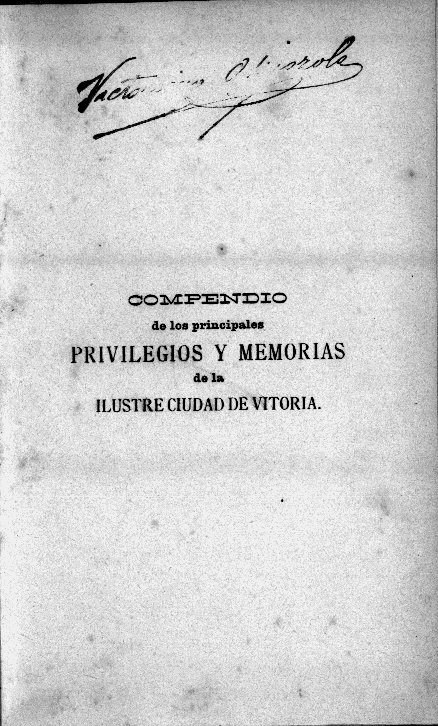 COMPENDIO
de los principales
PRIVILEGIOS Y MEMORIAS
de la
ILUSTRE CIUDAD DE VITORIA.